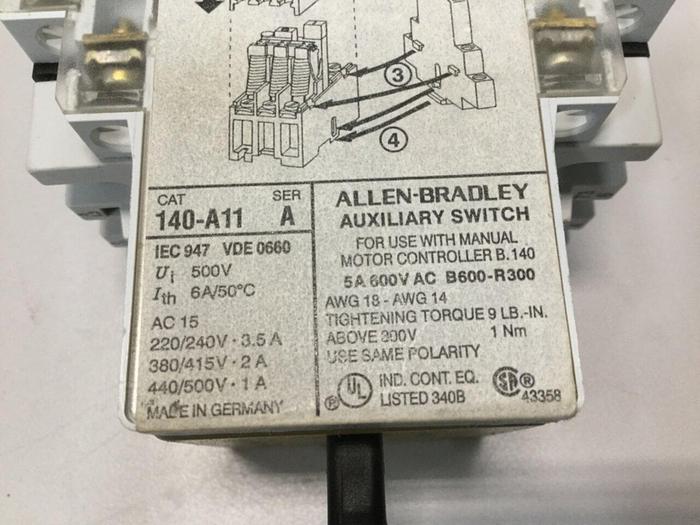 3
4
CAT SER
140-A11 A
IEC 947 VDE 0660
Ui 500V
Ith 6A/50°C
AC 15
220/240V · 3.5 A
380/415V · 2 A
440/500V · 1 A
MADE IN GERMANY
ALLEN-BRADLEY
AUXILIARY SWITCH
FOR USE WITH MANUAL
MOTOR CONTROLLER B.140
5A 600V AC B600-R300
AWG 18 - AWG 14
TIGHTENING TORQUE 9 LB.-IN.
ABOVE 300V 1 Nm
USE SAME POLARITY
UL ® IND. CONT. EQ.
LISTED 340B
SA ®
43358